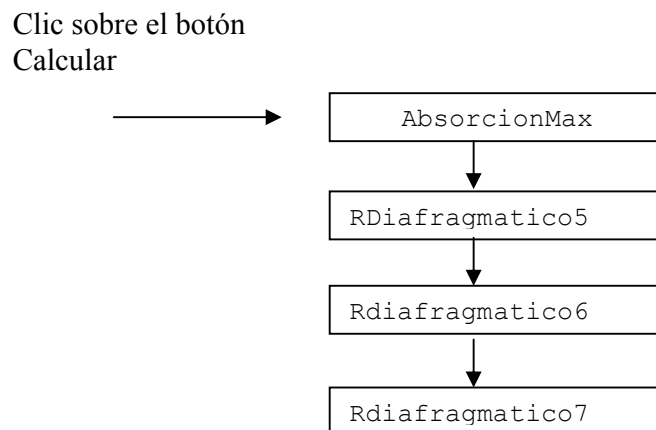 Clic sobre el botón
Calcular
AbsorcionMax
RDiafragmatico5
Rdiafragmatico6
Rdiafragmatico7